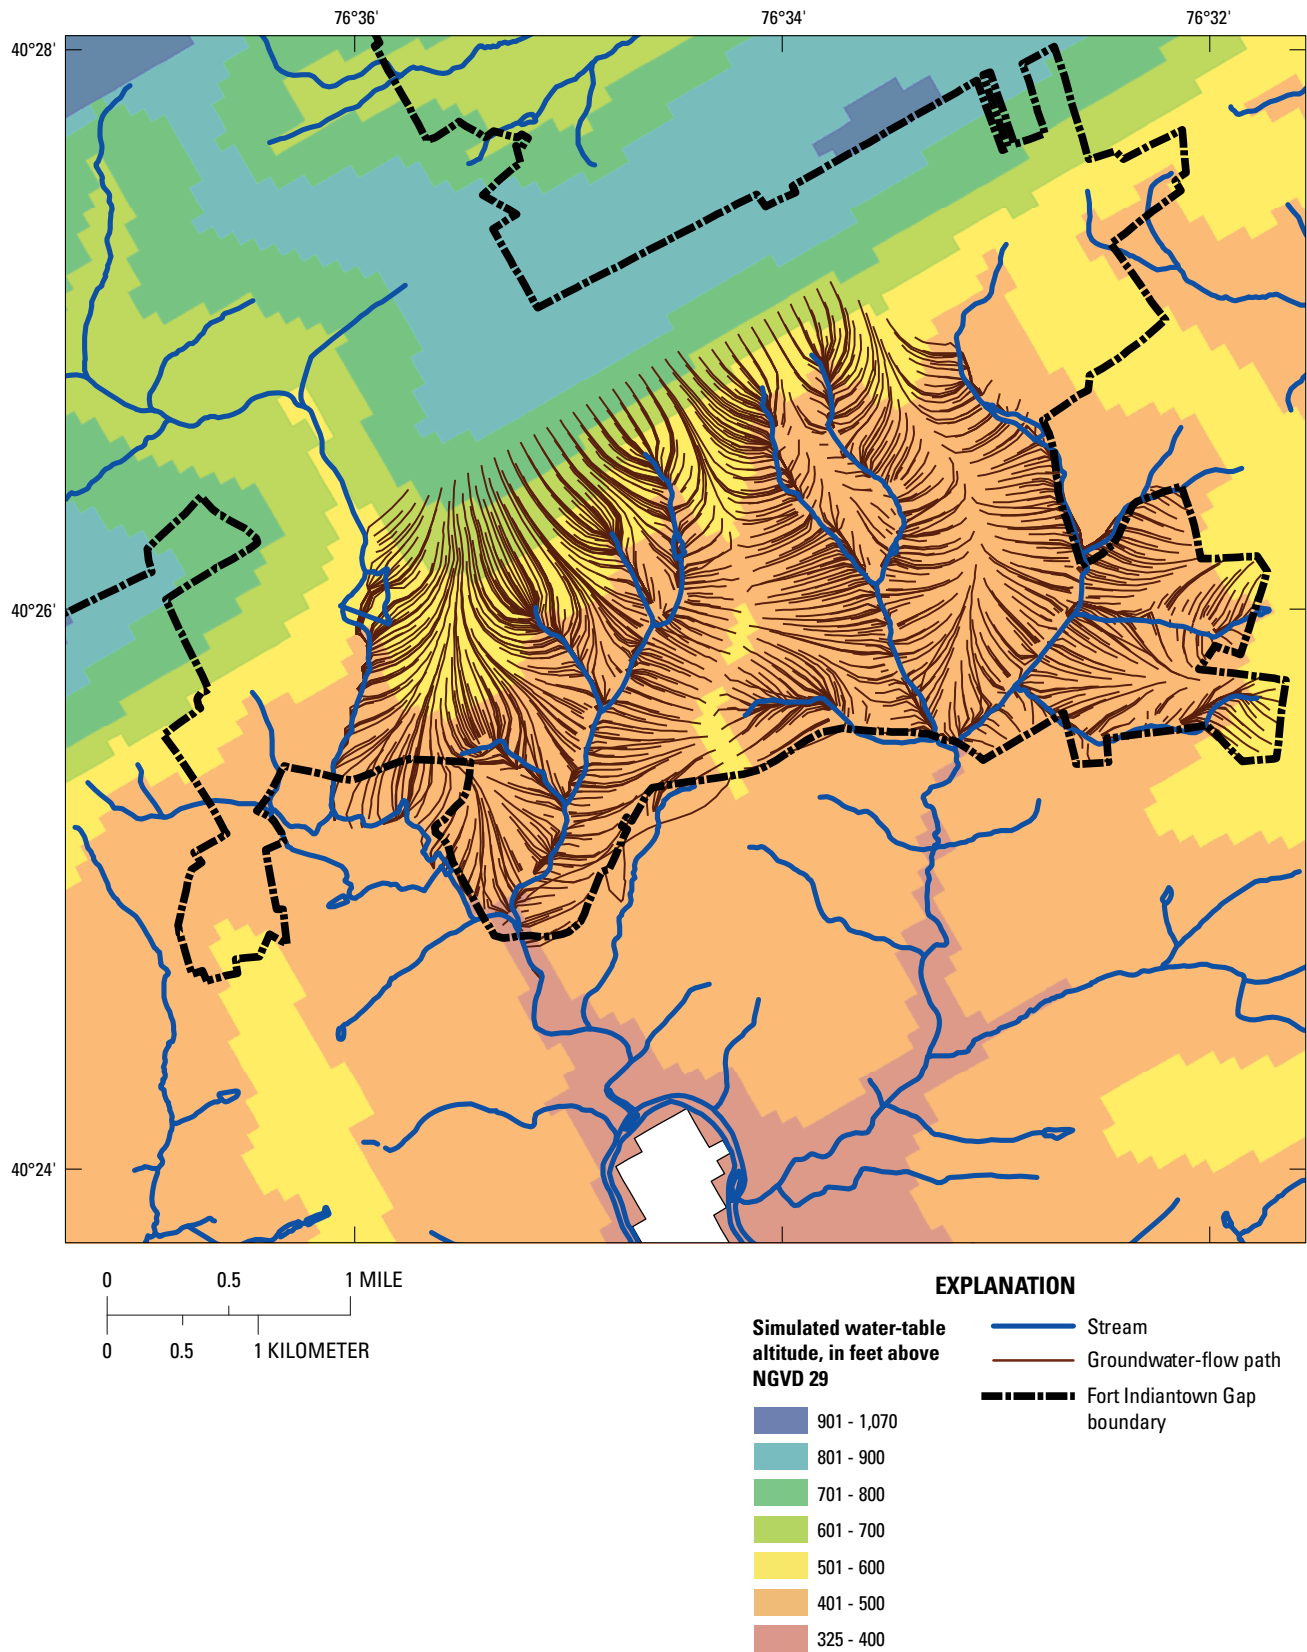 76°36'
76°34'
76°32'
40°28'
40°26'
40°24'
0 0.5 1 MILE
0 0.5 1 KILOMETER
EXPLANATION
Simulated water-table
altitude, in feet above
NGVD 29
901 - 1,070
801 - 900
701 - 800
601 - 700
501 - 600
401 - 500
325 - 400
Stream
Groundwater-flow path
Fort Indiantown Gap
boundary